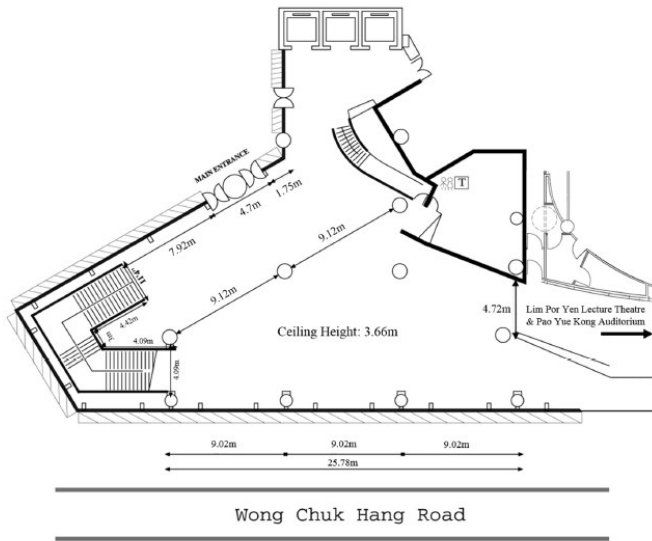 MAIN ENTRANCE
1.75m
4.7m
7.92m
T
9.12m
9.12m
4.42m
4.09m
4.09m
4.72m
Lim Por Yen Lecture Theatre
& Pao Yue Kong Auditorium
Ceiling Height: 3.66m
9.02m
9.02m
9.02m
25.78m
Wong Chuk Hang Road